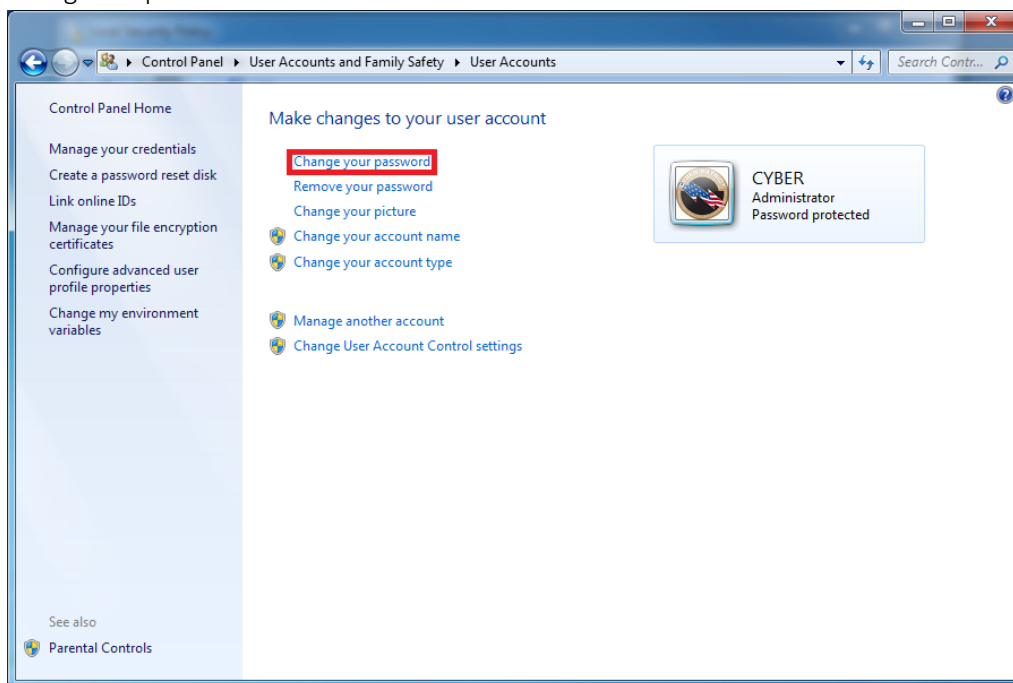 Control Panel ▸ User Accounts and Family Safety ▸ User Accounts
Search Contr...
Control Panel Home
Manage your credentials
Create a password reset disk
Link online IDs
Manage your file encryption
certificates
Configure advanced user
profile properties
Change my environment
variables
See also
Parental Controls
Make changes to your user account
Change your password
Remove your password
Change your picture
Change your account name
Change your account type
Manage another account
Change User Account Control settings
CYBER
Administrator
Password protected